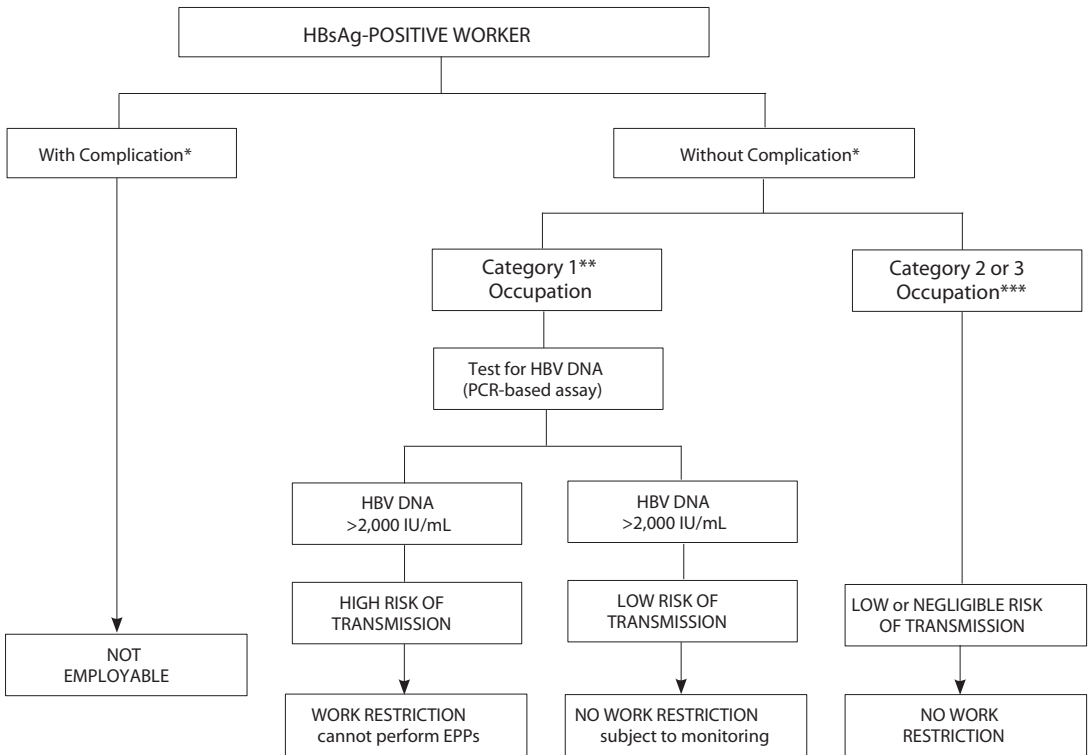 HBsAg-POSITIVE WORKER
With Complication*
Without Complication*
Category 1**
Occupation
Category 2 or 3
Occupation***
Test for HBV DNA
(PCR-based assay)
HBV DNA
>2,000 IU/mL
HBV DNA
>2,000 IU/mL
HIGH RISK OF
TRANSMISSION
LOW RISK OF
TRANSMISSION
LOW or NEGLIGIBLE RISK
OF TRANSMISSION
NOT
EMPLOYABLE
WORK RESTRICTION
cannot perform EPPs
NO WORK RESTRICTION
subject to monitoring
NO WORK
RESTRICTION